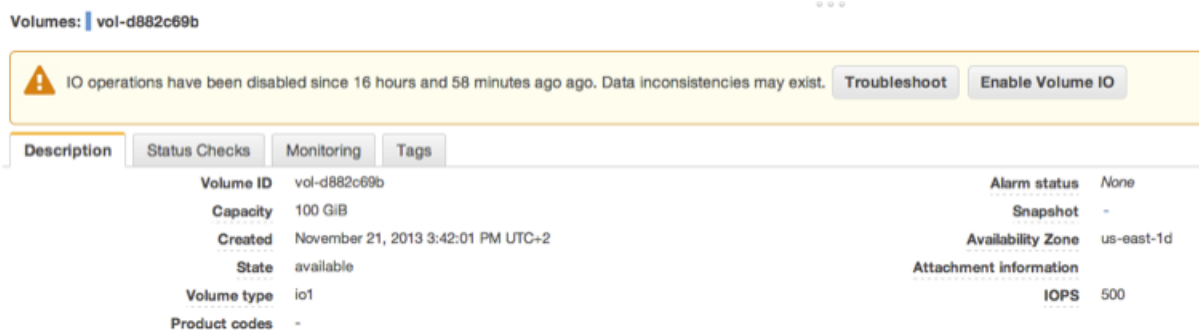 Volumes: vol-d882c69b
IO operations have been disabled since 16 hours and 58 minutes ago ago. Data inconsistencies may exist. Troubleshoot Enable Volume IO
Description Status Checks Monitoring Tags
Volume ID vol-d882c69b Alarm status None
Capacity 100 GiB Snapshot -
Created November 21, 2013 3:42:01 PM UTC+2 Availability Zone us-east-1d
State available Attachment information
Volume type io1 IOPS 500
Product codes -